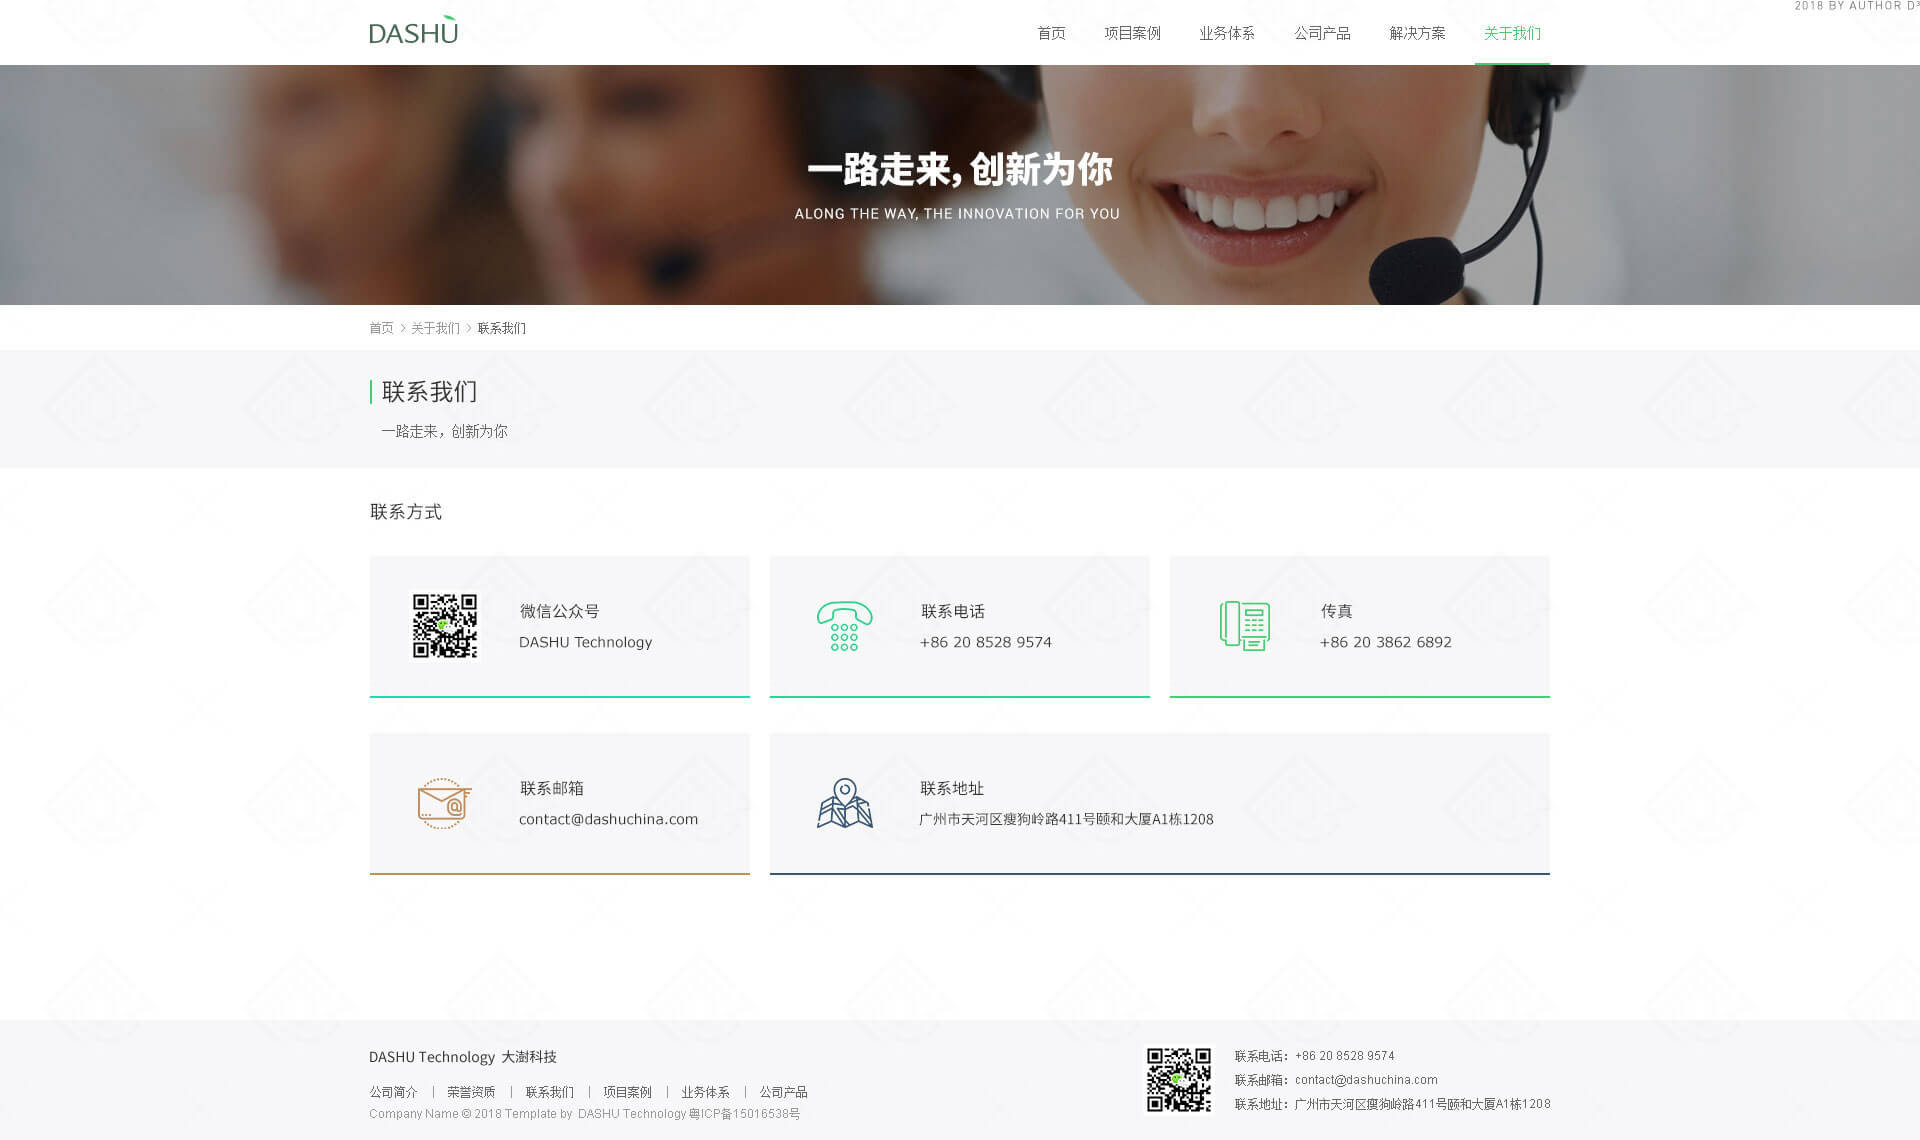 2018 BY AUTHOR D
DASHU
首页 项目案例 业务体系 公司产品 解决方案 关于我们
一路走来，创新为你
ALONG THE WAY, THE INNOVATION FOR YOU
首页 > 关于我们 > 联系我们
联系我们
一路走来，创新为你
联系方式
微信公众号
DASHU Technology
联系电话
+86 20 8528 9574
传真
+86 20 3862 6892
联系邮箱
contact@dashuchina.com
联系地址
广州市天河区瘦狗岭路411号颐和大厦A1栋1208
DASHU Technology 大澍科技
公司简介 | 荣誉资质 | 联系我们 | 项目案例 | 业务体系 | 公司产品
Company Name © 2018 Template by DASHU Technology 粤ICP备15016538号
联系电话：+86 20 8528 9574
联系邮箱：contact@dashuchina.com
联系地址：广州市天河区瘦狗岭路411号颐和大厦A1栋1208